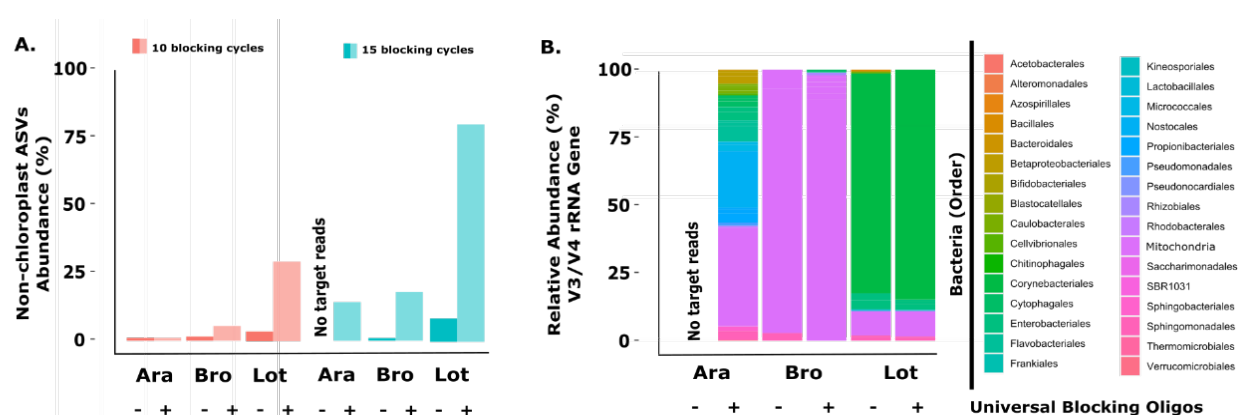 A.
10 blocking cycles
15 blocking cycles
Non-chloroplast ASVs
Abundance (%)
100
75
50
25
0
No target reads
Ara Bro Lot Ara Bro Lot
- + - + - + - + - + - +
B.
Relative Abundance (%)
V3/V4 rRNA Gene
100
75
50
25
0
No target reads
Ara Bro Lot
- + - + - +
Universal Blocking Oligos
Bacteria (Order)
Acetobacterales
Alteromonadales
Azospirillales
Bacillales
Bacteroidales
Betaproteobacteriales
Bifidobacteriales
Blastocatellales
Caulobacterales
Cellvibrionales
Chitinophagales
Corynebacteriales
Cytophagales
Enterobacteriales
Flavobacteriales
Frankiales
Kineosporiales
Lactobacillales
Micrococcales
Nostocales
Propionibacteriales
Pseudomonadales
Pseudonocardiales
Rhizobiales
Rhodobacterales
Mitochondria
Saccharimonadales
SBR1031
Sphingobacteriales
Sphingomonadales
Thermomicrobiales
Verrucomicrobiales